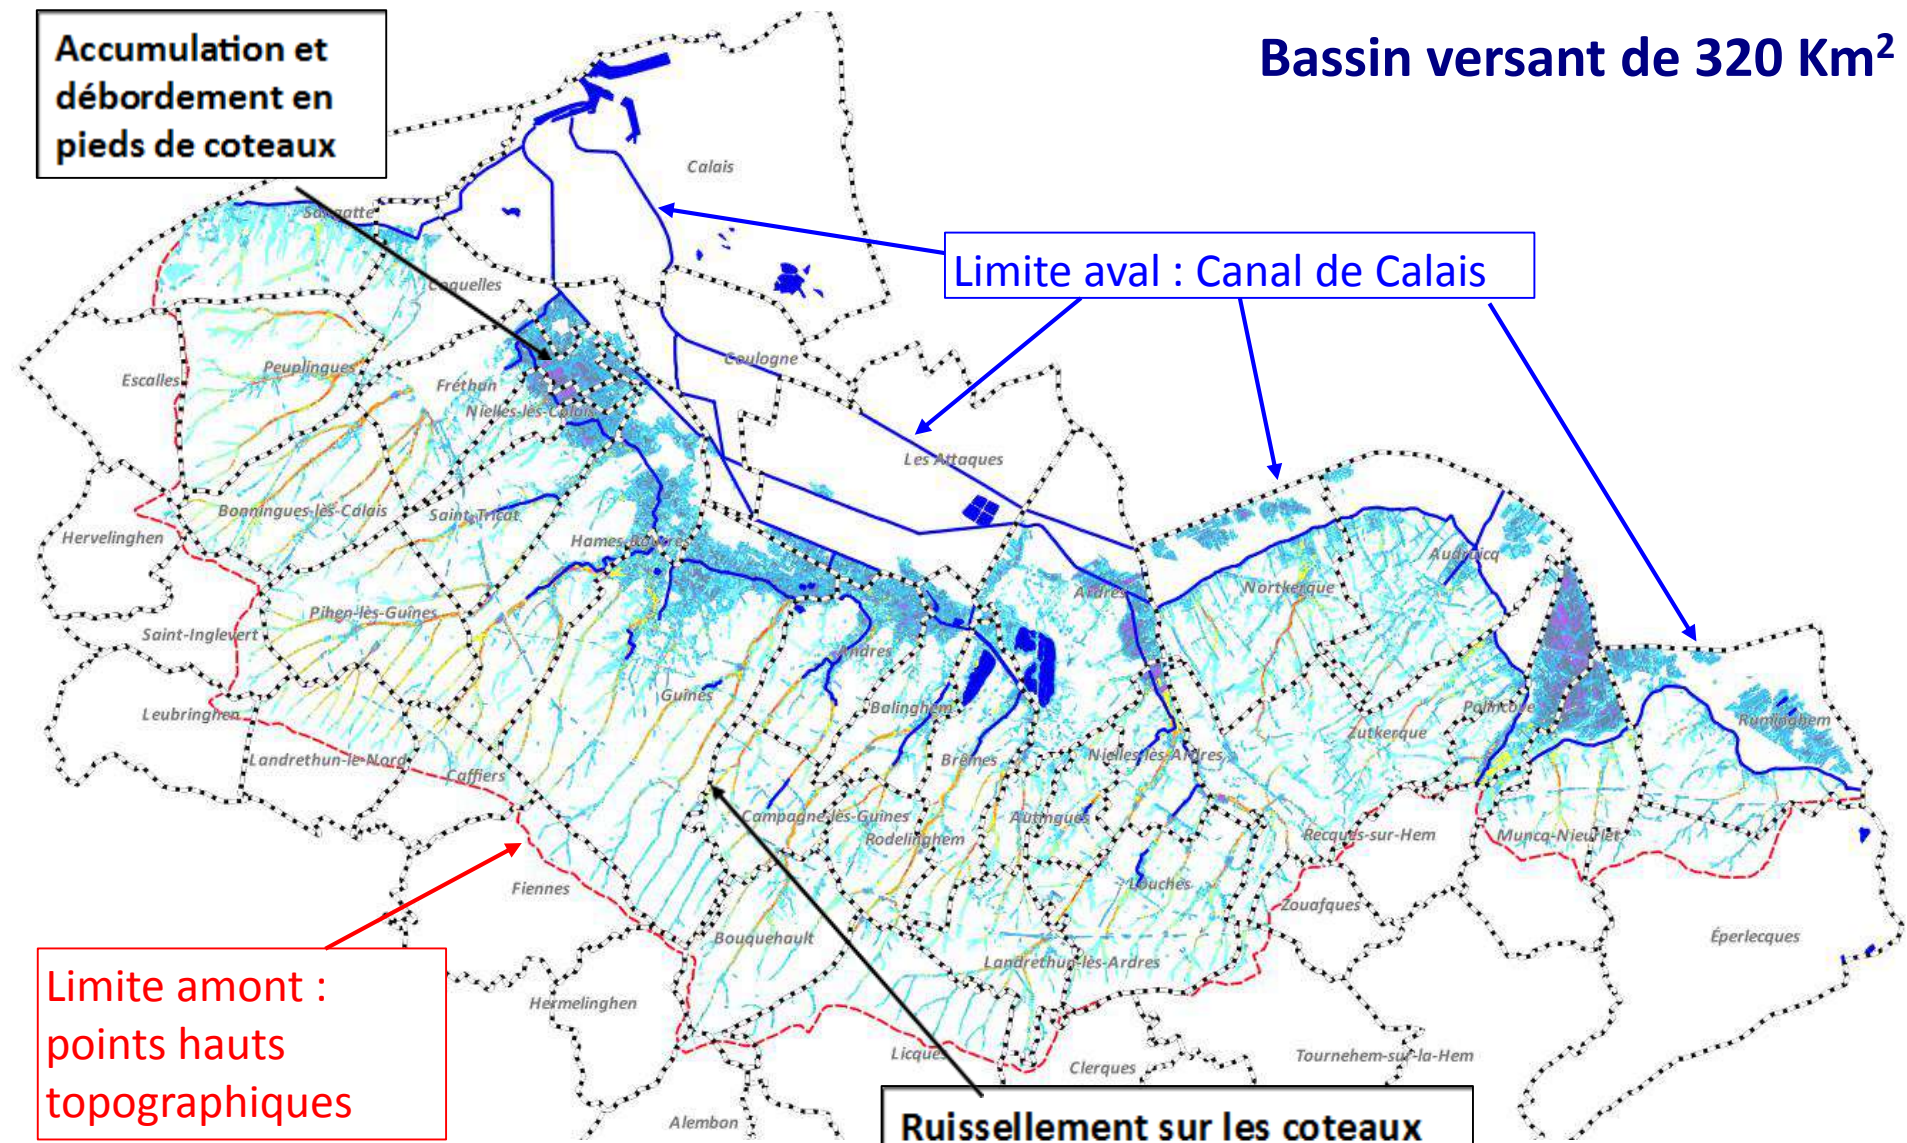 Accumulation et
débordement en
pieds de coteaux
Bassin versant de 320 Km²
Calais
Sangatte
Coquelles
Limite aval : Canal de Calais
Coulogne
Escalles
Peuplingues
Fréthun
Nielles-lès-Calais
Les Attaques
Bonningues-lès-Calais
Saint-Tricat
Hervelinghen
Hames-Boucres
Audruicq
Ardres
Nortkerque
Pihen-lès-Guînes
Saint-Inglevert
Andres
Guînes
Leubringhen
Balinghem
Polincove
Ruminghem
Zutkerque
Landrethun-le-Nord
Caffiers
Brêmes
Nielles-lès-Ardres
Campagne-lès-Guines
Autingues
Rodelinghem
Recques-sur-Hem
Muncq-Nieurlet
Fiennes
Louches
Zouafques
Bouquehault
Éperlecques
Landrethun-lès-Ardres
Limite amont :
points hauts
topographiques
Hermelinghen
Licques
Clerques
Tournehem-sur-la-Hem
Alembon
Ruissellement sur les coteaux